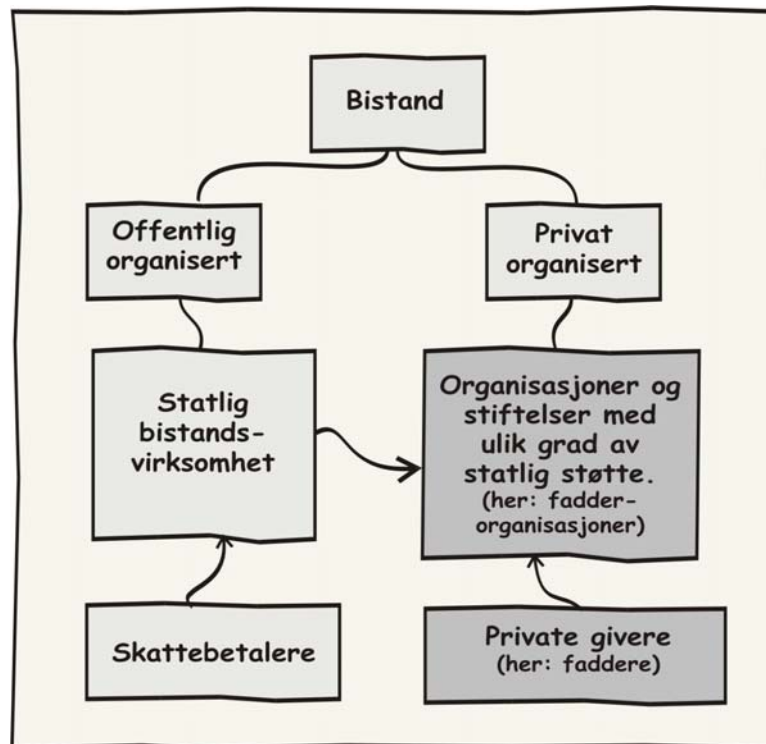 Bistand
Offentlig
organisert
Privat
organisert
Statlig
bistands-
virksomhet
Organisasjoner og
stiftelser med
ulik grad av
statlig støtte.
(her: fadder-
organisasjoner)
Skattebetalere
Private givere
(her: faddere)